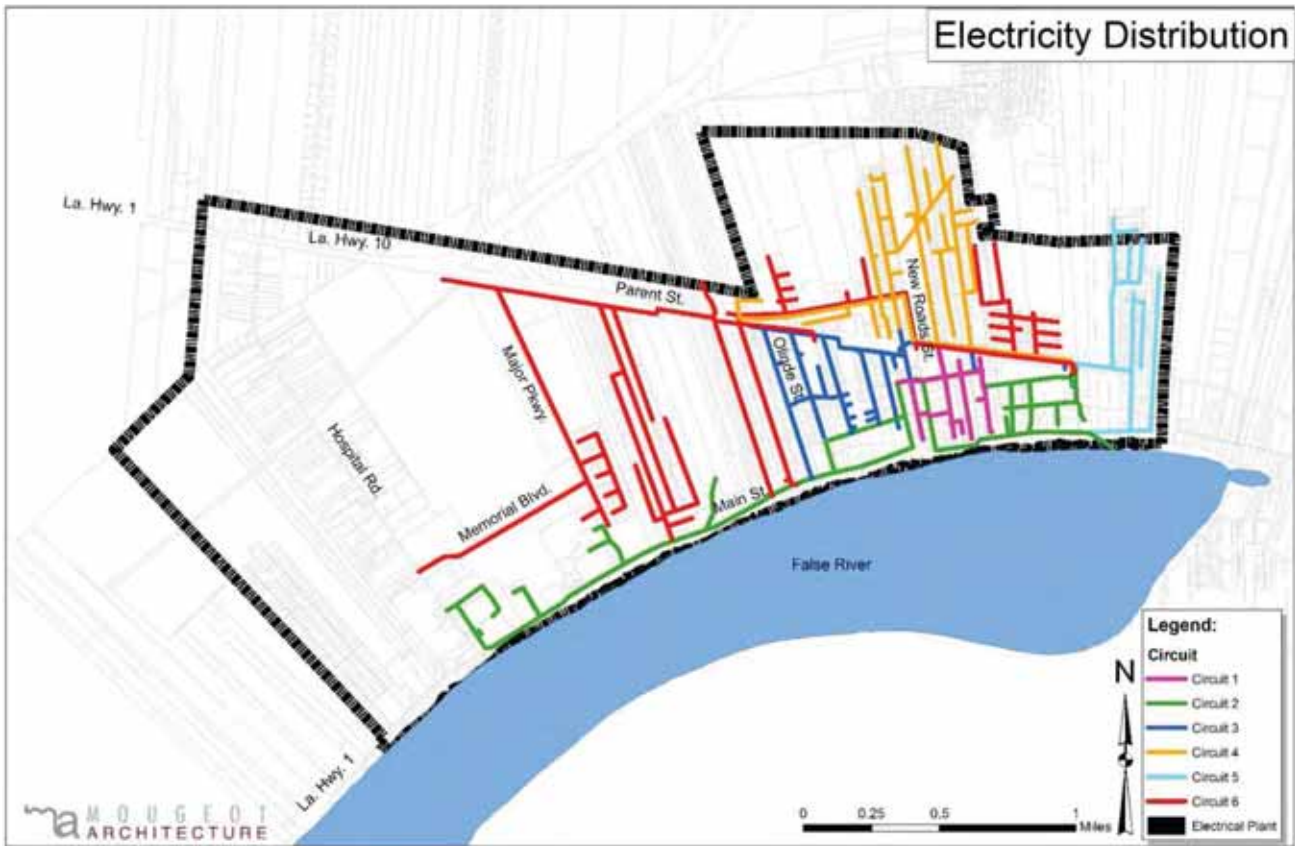 Electricity Distribution
La. Hwy. 1
La. Hwy. 10
Parent St.
New Roads St.
Olinde St.
Major Pkwy.
Hospital Rd.
Memorial Blvd.
Main St.
False River
La. Hwy. 1
Legend:
Circuit
Circuit 1
Circuit 2
Circuit 3
Circuit 4
Circuit 5
Circuit 6
Electrical Plant
N
0 0.25 0.5 1
Miles
ma MOUGEOT
ARCHITECTURE